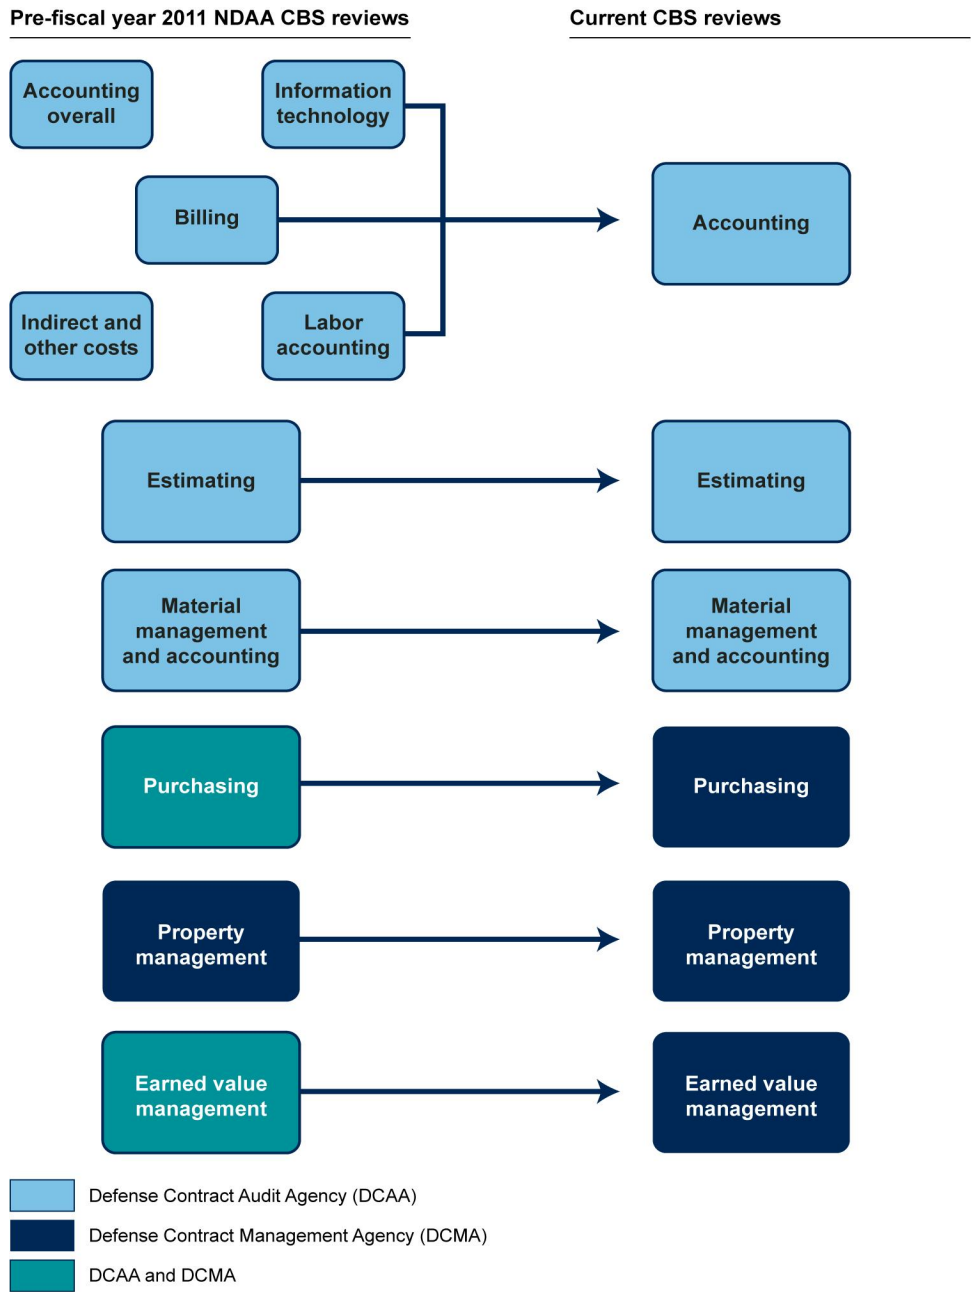 Pre-fiscal year 2011 NDAA CBS reviews
Current CBS reviews
Accounting
overall
Information
technology
Billing
Accounting
Indirect and
other costs
Labor
accounting
Estimating
Estimating
Material
management
and accounting
Material
management
and accounting
Purchasing
Purchasing
Property
management
Property
management
Earned value
management
Earned value
management
Defense Contract Audit Agency (DCAA)
Defense Contract Management Agency (DCMA)
DCAA and DCMA